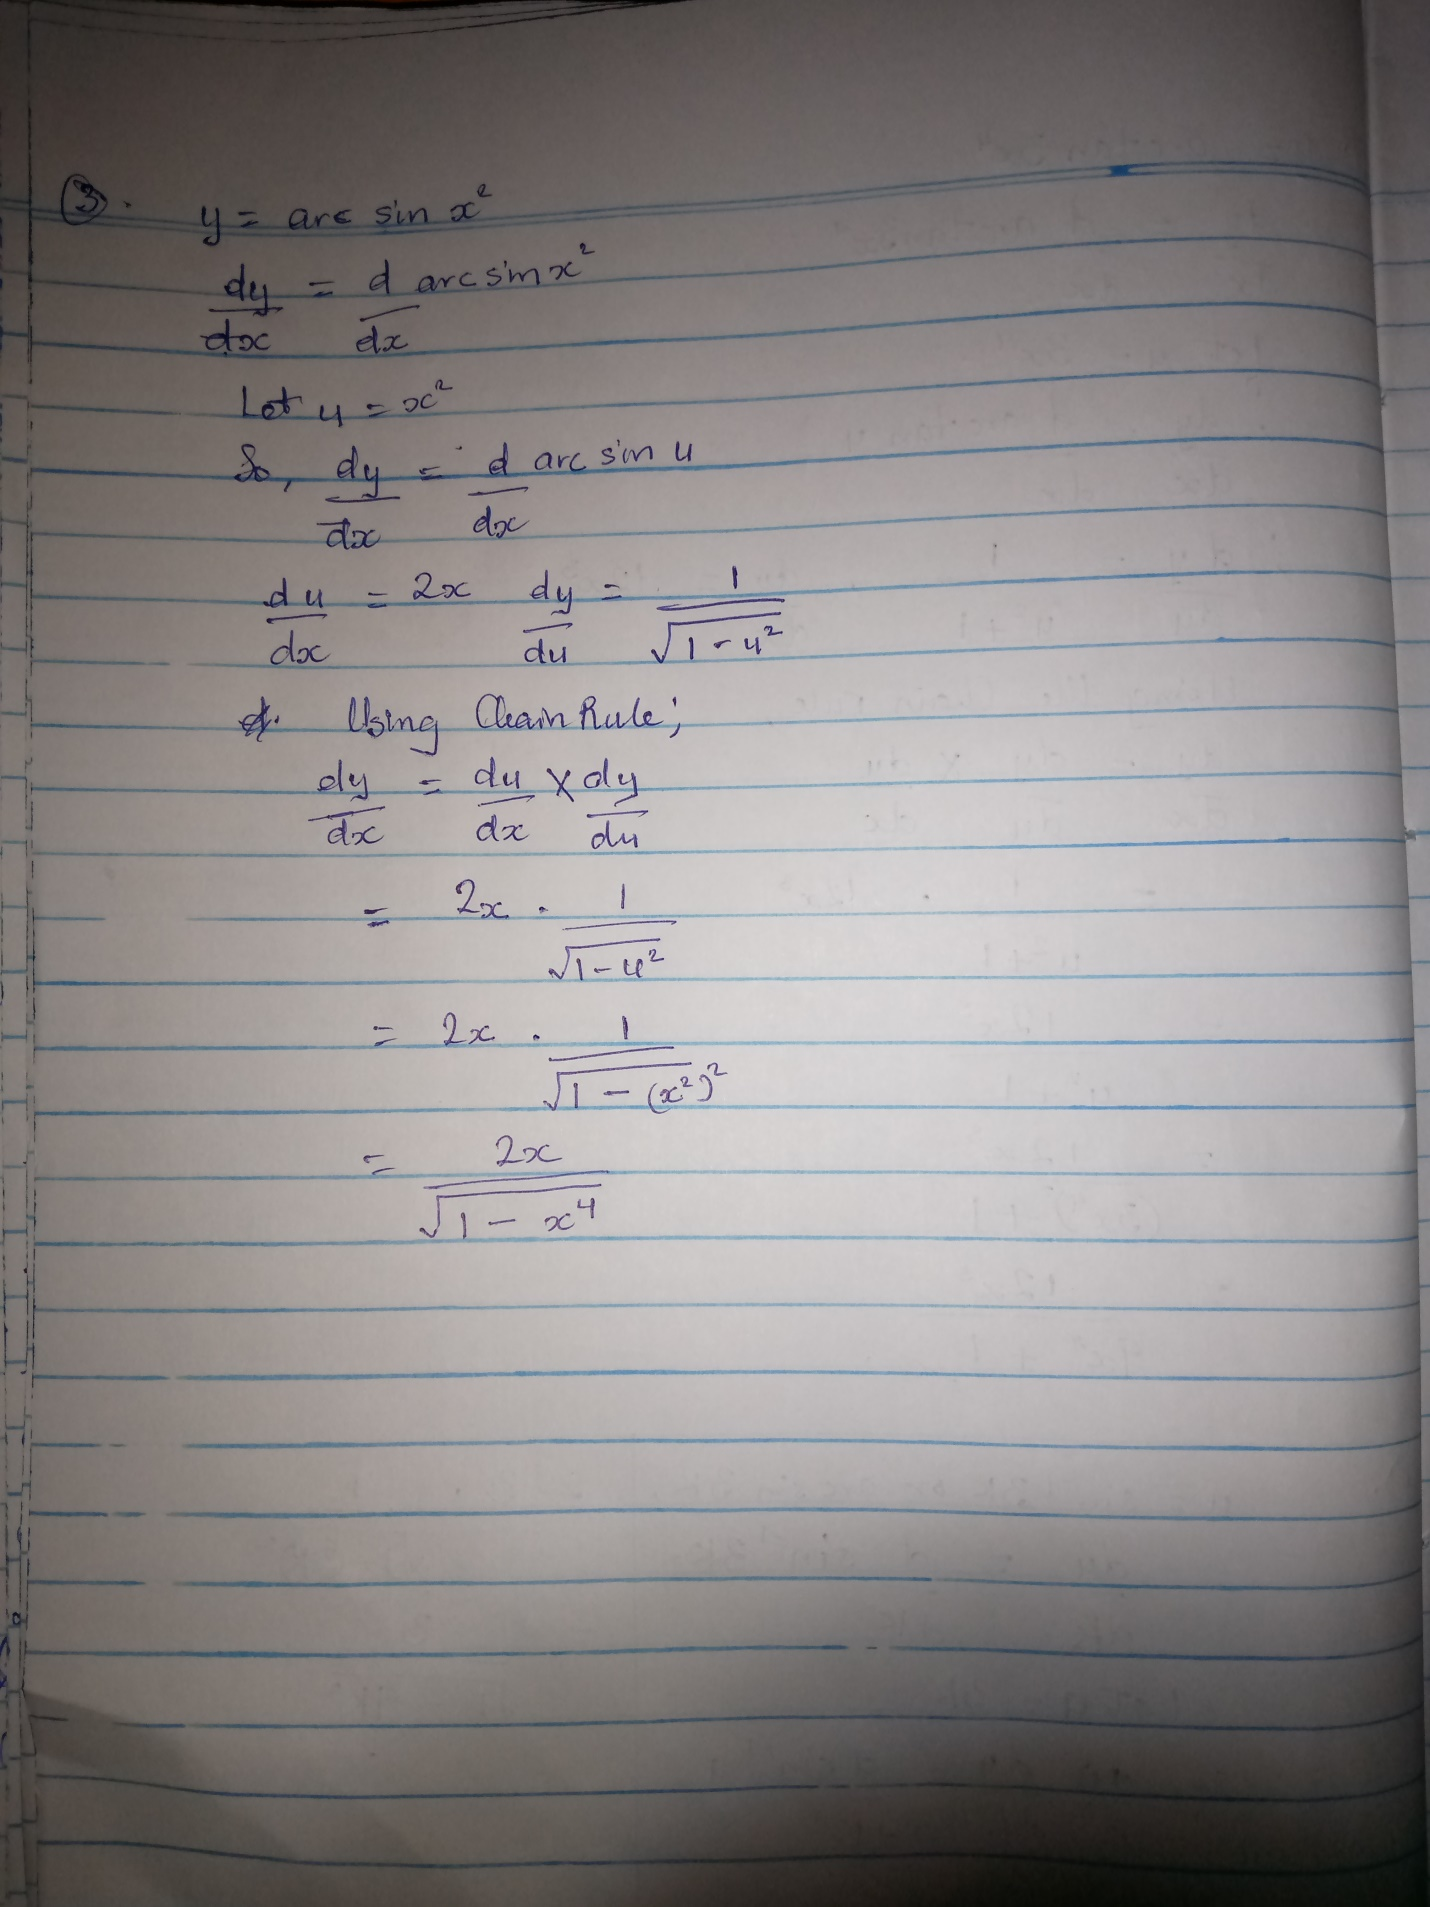 ③.
y = arc sin x²
dy/dx = d/dx arc sin x²
Let u = x²
So, dy/dx = d/dx arc sin u
du/dx = 2x dy/du = 1/√(1 - u²)
Using Chain Rule;
dy/dx = du/dx × dy/du
= 2x . 1/√(1 - u²)
= 2x . 1/√(1 - (x²)²)
= 2x/√(1 - x⁴)